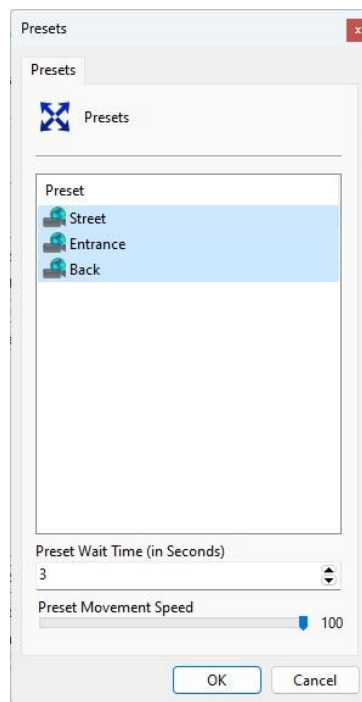 Presets
Presets
Presets
Preset
Street
Entrance
Back
Preset Wait Time (in Seconds)
3
Preset Movement Speed
100
OK Cancel